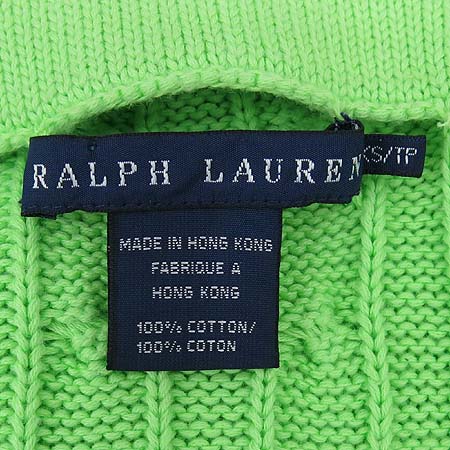 RALPH LAUREN
XS/TP
MADE IN HONG KONG
FABRIQUE A
HONG KONG
100% COTTON/
100% COTON